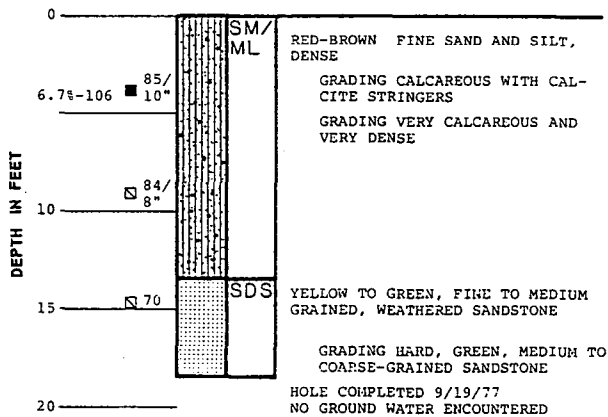 0
SM/
ML
RED-BROWN FINE SAND AND SILT,
DENSE
85/
10"
6.7%-106
GRADING CALCAREOUS WITH CAL-
CITE STRINGERS
GRADING VERY CALCAREOUS AND
VERY DENSE
DEPTH IN FEET
84/
8"
10
SDS
70
15
YELLOW TO GREEN, FINE TO MEDIUM
GRAINED, WEATHERED SANDSTONE
GRADING HARD, GREEN, MEDIUM TO
COARSE-GRAINED SANDSTONE
HOLE COMPLETED 9/19/77
20
NO GROUND WATER ENCOUNTERED